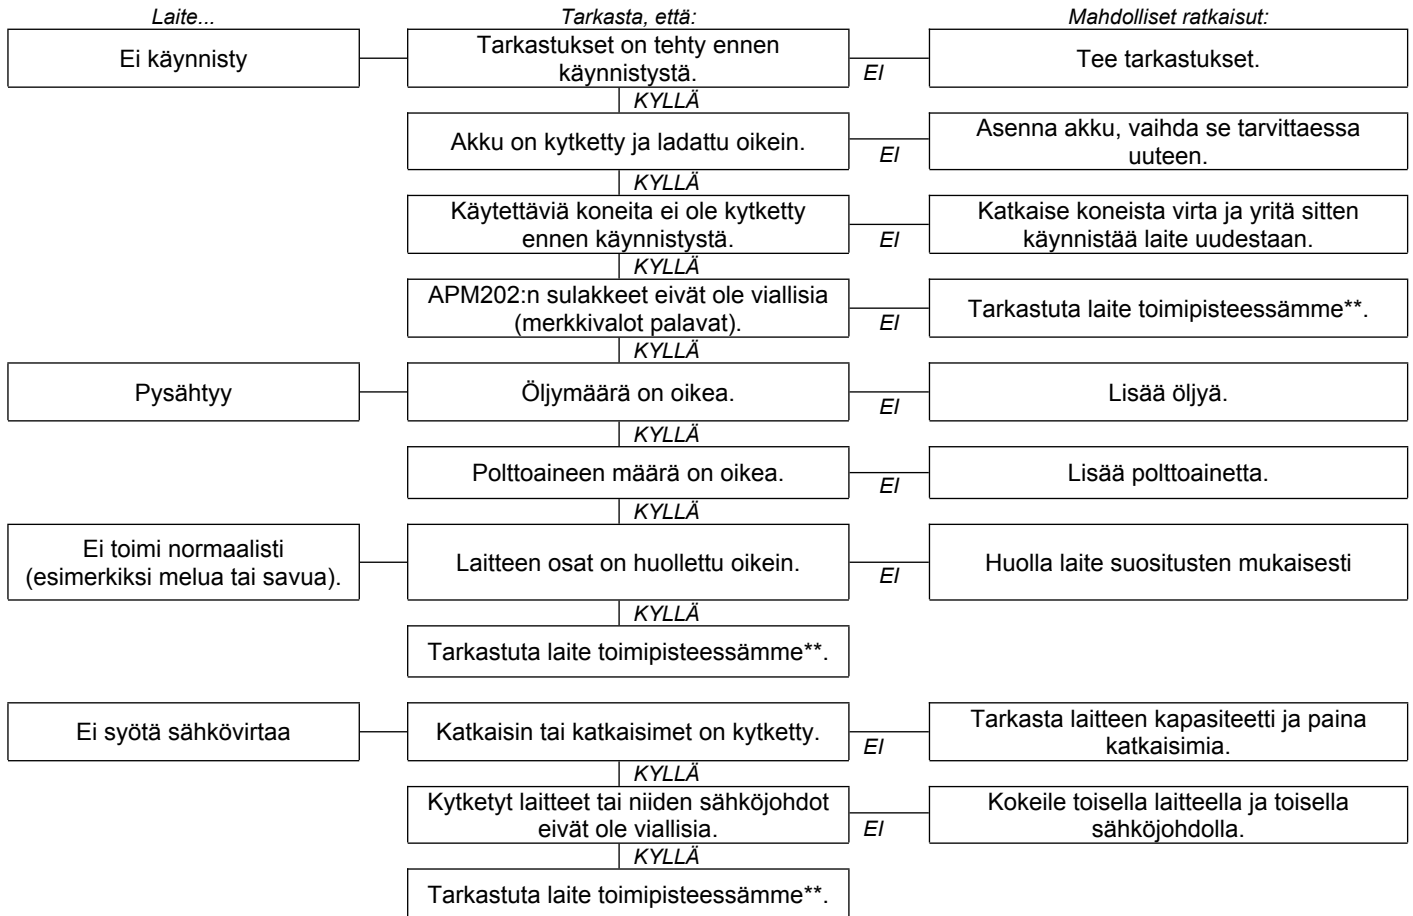 Laite...
Tarkasta, että:
Mahdolliset ratkaisut:
Ei käynnisty
Tarkastukset on tehty ennen
käynnistystä.
EI
Tee tarkastukset.
KYLLÄ
Akku on kytketty ja ladattu oikein.
EI
Asenna akku, vaihda se tarvittaessa
uuteen.
KYLLÄ
Käytettäviä koneita ei ole kytketty
ennen käynnistystä.
EI
Katkaise koneista virta ja yritä sitten
käynnistää laite uudestaan.
KYLLÄ
APM202:n sulakkeet eivät ole viallisia
(merkkivalot palavat).
EI
Tarkastuta laite toimipisteessämme**.
KYLLÄ
Pysähtyy
Öljymäärä on oikea.
EI
Lisää öljyä.
KYLLÄ
Polttoaineen määrä on oikea.
EI
Lisää polttoainetta.
KYLLÄ
Ei toimi normaalisti
(esimerkiksi melua tai savua).
Laitteen osat on huollettu oikein.
EI
Huolla laite suositusten mukaisesti
KYLLÄ
Tarkastuta laite toimipisteessämme**.
Ei syötä sähkövirtaa
Katkaisin tai katkaisimet on kytketty.
EI
Tarkasta laitteen kapasiteetti ja paina
katkaisimia.
KYLLÄ
Kytketyt laitteet tai niiden sähköjohdot
eivät ole viallisia.
EI
Kokeile toisella laitteella ja toisella
sähköjohdolla.
KYLLÄ
Tarkastuta laite toimipisteessämme**.